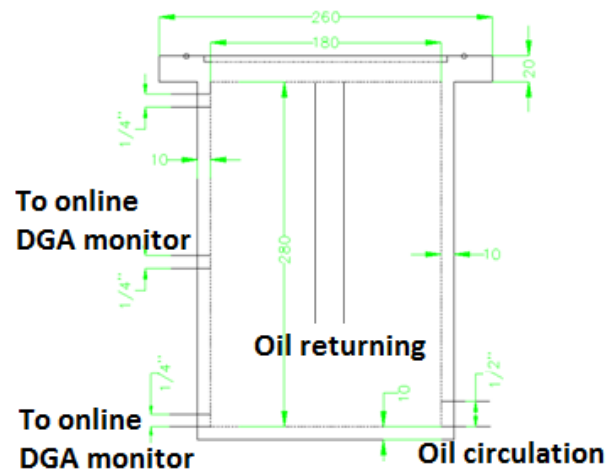 260
180
20
1/4"
10
To online
DGA monitor
280
10
1/4"
Oil returning
1/4"
10
1/2"
To online
DGA monitor
Oil circulation